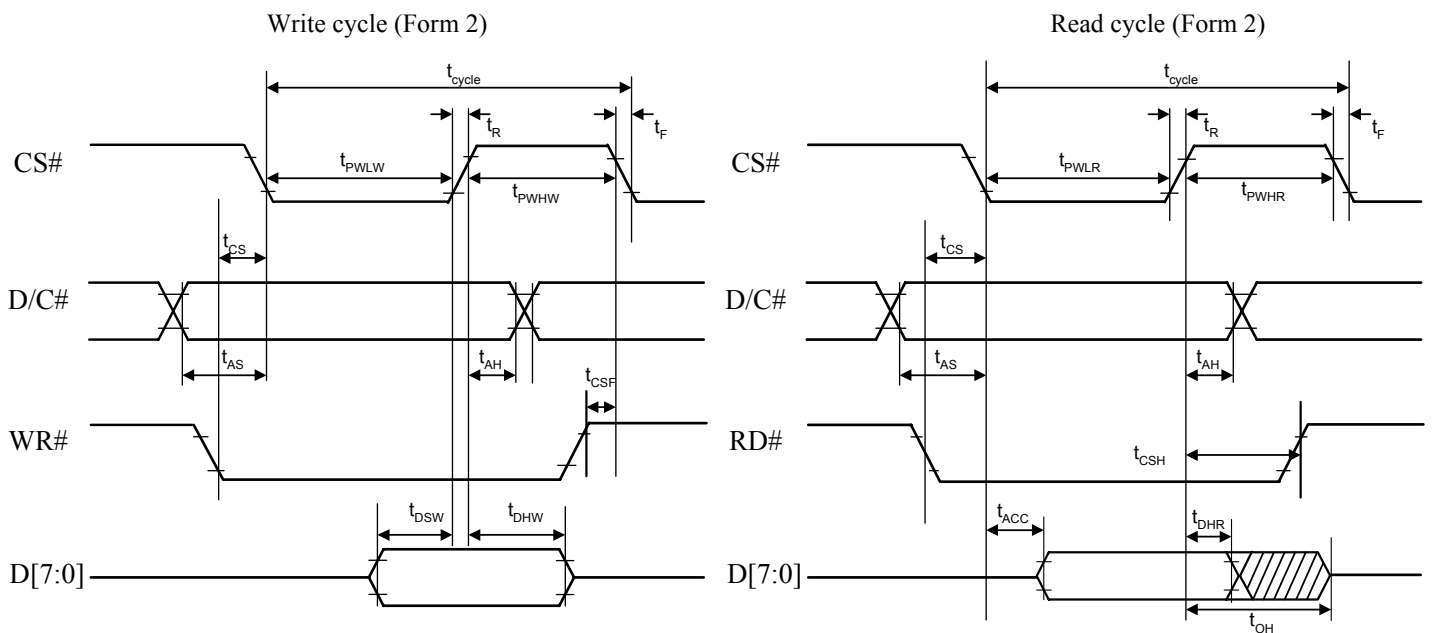 Write cycle (Form 2)
tcycle
tR
tF
CS#
tPWLW
tPWHW
tCS
D/C#
tAS
tAH
tCSF
WR#
tDSW
tDHW
D[7:0]
Read cycle (Form 2)
tcycle
tR
tF
CS#
tPWLR
tPWHR
tCS
D/C#
tAS
tAH
RD#
tCSH
tACC
tDHR
D[7:0]
tOH